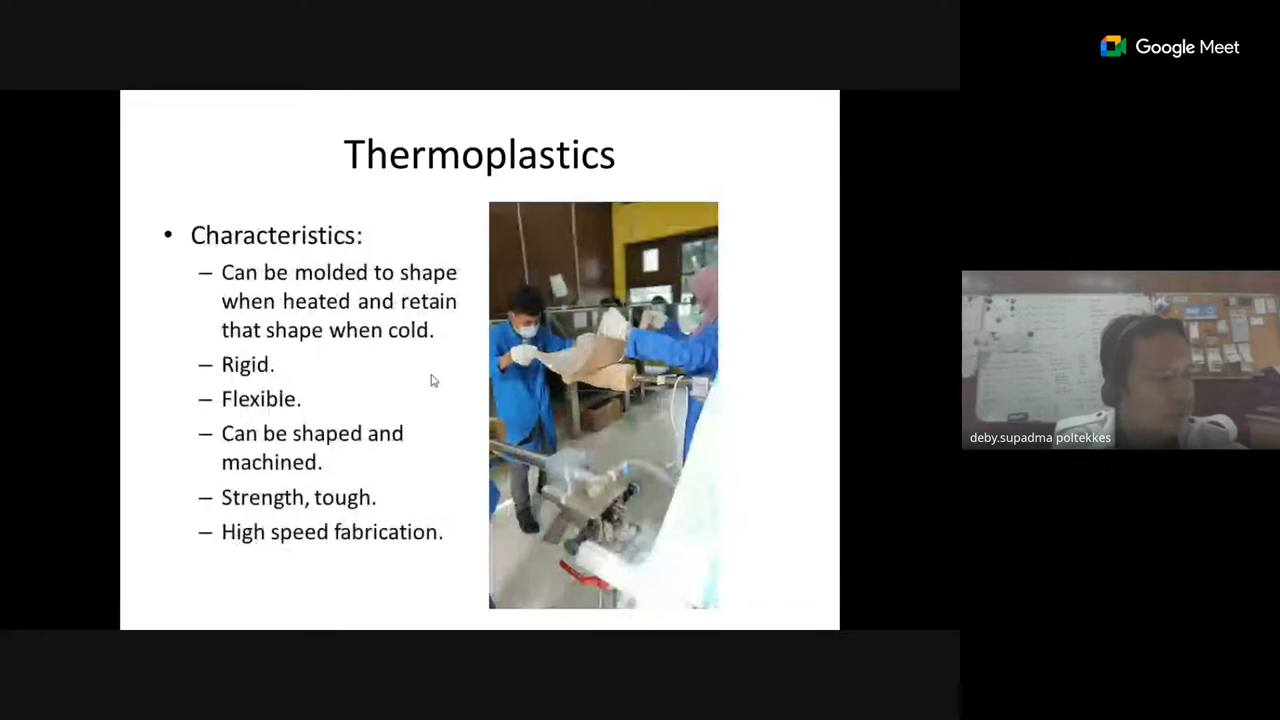 Google Meet
Thermoplastics
• Characteristics:
– Can be molded to shape
when heated and retain
that shape when cold.
– Rigid.
– Flexible.
– Can be shaped and
machined.
– Strength, tough.
– High speed fabrication.
deby.supadma poltekkes